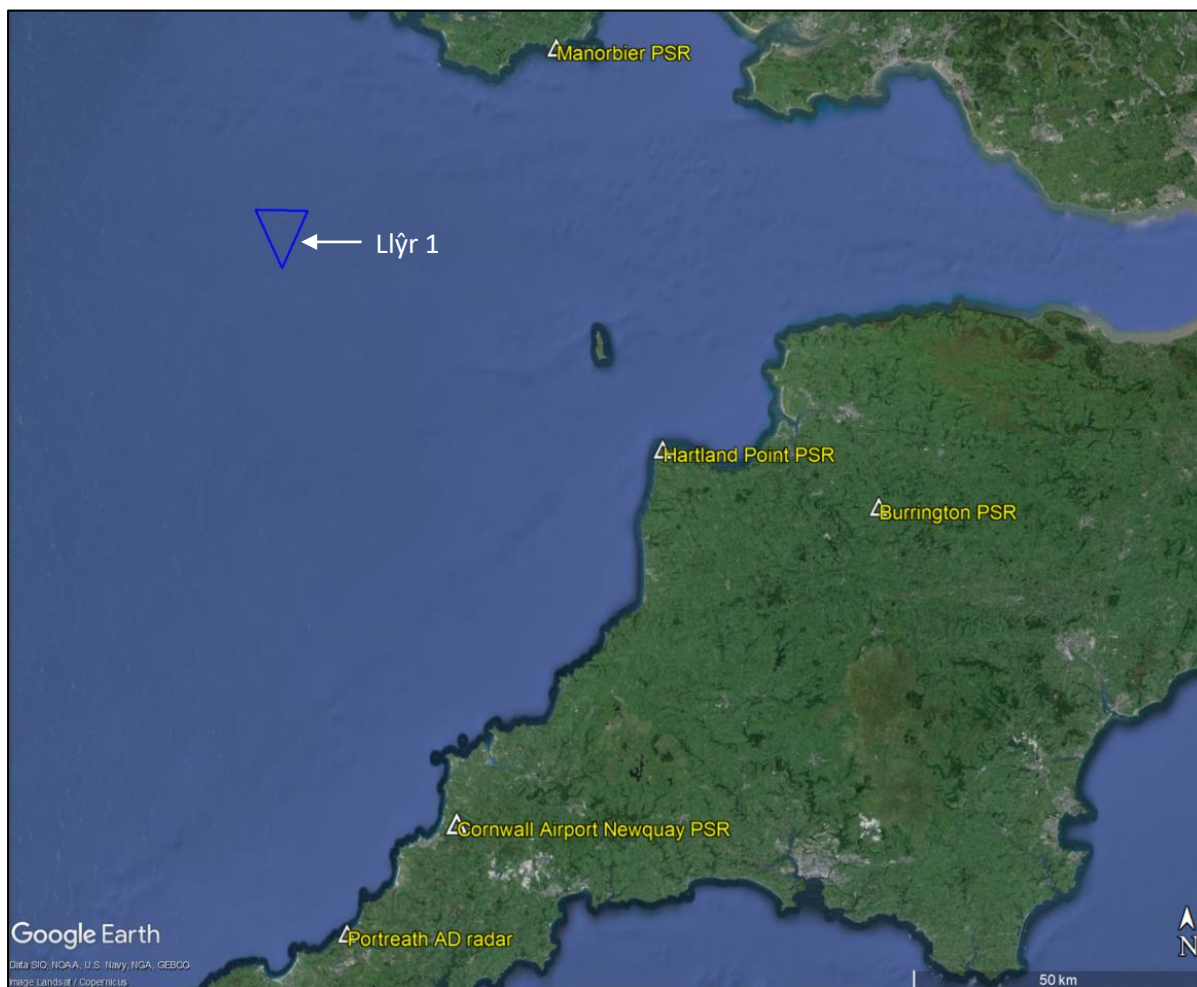 Manorbier PSR
Llŷr 1
Hartland Point PSR
Burrington PSR
Cornwall Airport Newquay PSR
Portreath AD radar
Google Earth
N
Data SIO, NOAA, U.S. Navy, NGA, GEBCO
Image Landsat / Copernicus
50 km